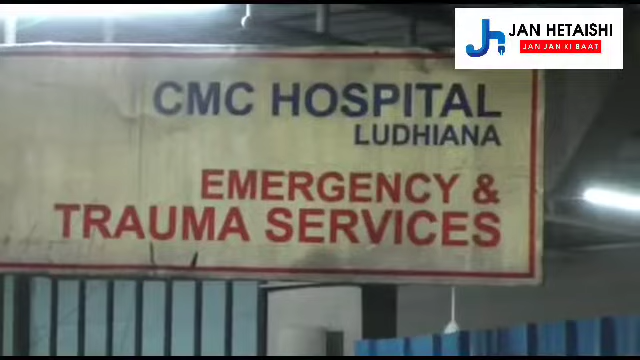 JAN HETAISHI
JAN JAN KI BAAT
CMC HOSPITAL
LUDHIANA
EMERGENCY &
TRAUMA SERVICES